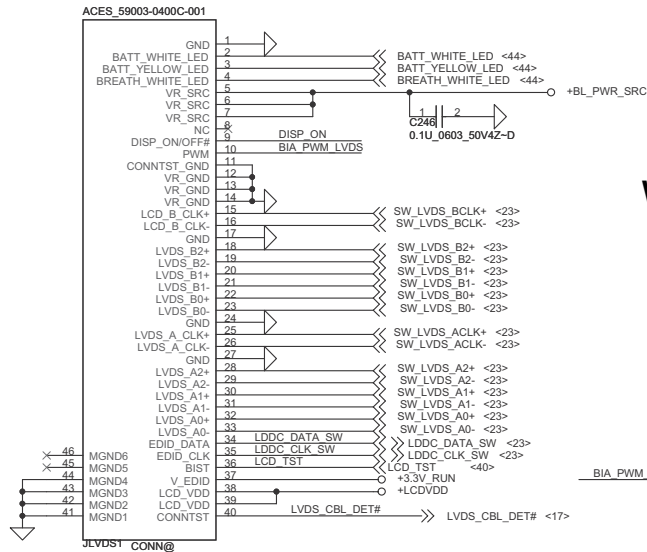 ACES_59003-0400C-001
GND 1
BATT_WHITE_LED 2 BATT_WHITE_LED <44>
BATT_YELLOW_LED 3 BATT_YELLOW_LED <44>
BREATH_WHITE_LED 4 BREATH_WHITE_LED <44>
VR_SRC 5 +BL_PWR_SRC
VR_SRC 6
VR_SRC 7
1 2
C246
0.1U_0603_50V4Z~D
NC 8
DISP_ON/OFF# 9 DISP_ON
PWM 10 BIA_PWM_LVDS
CONNTST_GND 11
VR_GND 12
VR_GND 13
VR_GND 14
LCD_B_CLK+ 15 SW_LVDS_BCLK+ <23>
LCD_B_CLK- 16 SW_LVDS_BCLK- <23>
GND 17
LVDS_B2+ 18 SW_LVDS_B2+ <23>
LVDS_B2- 19 SW_LVDS_B2- <23>
LVDS_B1+ 20 SW_LVDS_B1+ <23>
LVDS_B1- 21 SW_LVDS_B1- <23>
LVDS_B0+ 22 SW_LVDS_B0+ <23>
LVDS_B0- 23 SW_LVDS_B0- <23>
GND 24
LVDS_A_CLK+ 25 SW_LVDS_ACLK+ <23>
LVDS_A_CLK- 26 SW_LVDS_ACLK- <23>
GND 27
LVDS_A2+ 28 SW_LVDS_A2+ <23>
LVDS_A2- 29 SW_LVDS_A2- <23>
LVDS_A1+ 30 SW_LVDS_A1+ <23>
LVDS_A1- 31 SW_LVDS_A1- <23>
LVDS_A0+ 32 SW_LVDS_A0+ <23>
LVDS_A0- 33 SW_LVDS_A0- <23>
EDID_DATA 34 LDDC_DATA_SW LDDC_DATA_SW <23>
46 MGND6 EDID_CLK 35 LDDC_CLK_SW LDDC_CLK_SW <23>
45 MGND5 BIST 36 LCD_TST LCD_TST <40>
44 MGND4 V_EDID 37 +3.3V_RUN
43 MGND3 LCD_VDD 38 +LCDVDD
42 MGND2 LCD_VDD 39
41 MGND1 CONNTST 40 LVDS_CBL_DET# LVDS_CBL_DET# <17>
JLVDS1 CONN@
BIA_PWM